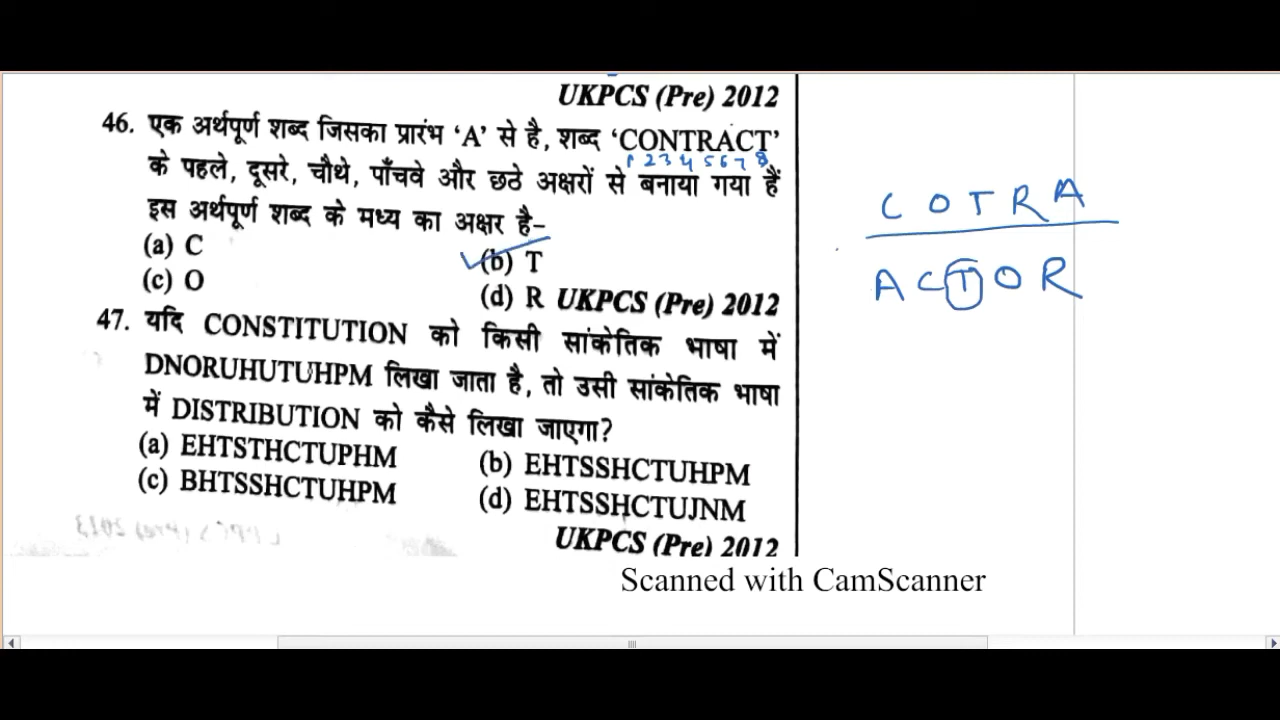 UKPCS (Pre) 2012
46. एक अर्थपूर्ण शब्द जिसका प्रारंभ 'A' से है, शब्द 'CONTRACT'
1 2 3 4 5 6 7 8
के पहले, दूसरे, चौथे, पाँचवे और छठे अक्षरों से बनाया गया हैं
इस अर्थपूर्ण शब्द के मध्य का अक्षर है–
(a) C (b) T
(c) O (d) R UKPCS (Pre) 2012
47. यदि CONSTITUTION को किसी सांकेतिक भाषा में
DNORUHUTUHPM लिखा जाता है, तो उसी सांकेतिक भाषा
में DISTRIBUTION को कैसे लिखा जाएगा?
(a) EHTSTHCTUPHM (b) EHTSSHCTUHPM
(c) BHTSSHCTUHPM (d) EHTSSHCTUJNM
UKPCS (Pre) 2012
Scanned with CamScanner
C O T R A
A C T O R